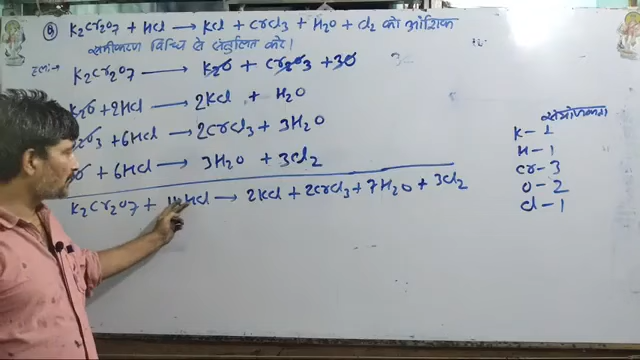 (B) K₂Cr₂O₇ + HCl → KCl + CrCl₃ + H₂O + Cl₂ को आंशिक
समीकरण विधि से संतुलित करें।
हल:→ K₂Cr₂O₇ → K₂O + Cr₂O₃ + 3O
K₂O + 2HCl → 2KCl + H₂O
Cr₂O₃ + 6HCl → 2CrCl₃ + 3H₂O
+ 6HCl → 3H₂O + 3Cl₂
K₂Cr₂O₇ + 14HCl → 2KCl + 2CrCl₃ + 7H₂O + 3Cl₂
K - 1
H - 1
Cr - 3
O - 2
Cl - 1